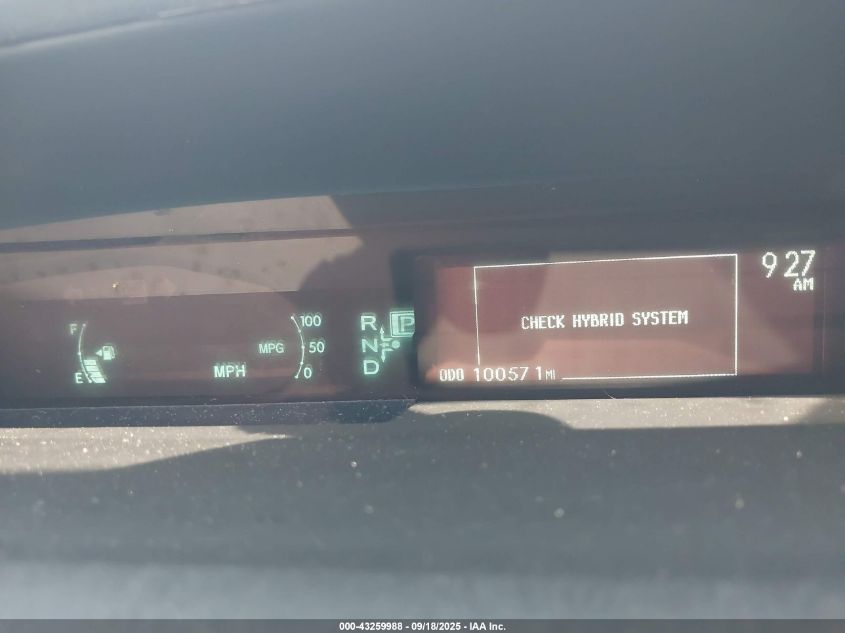 9 27
AM
F
E
MPH
MPG
100
50
0
R
N
D
P
CHECK HYBRID SYSTEM
ODO 100571 MI
000-43259988 - 09/18/2025 - IAA Inc.